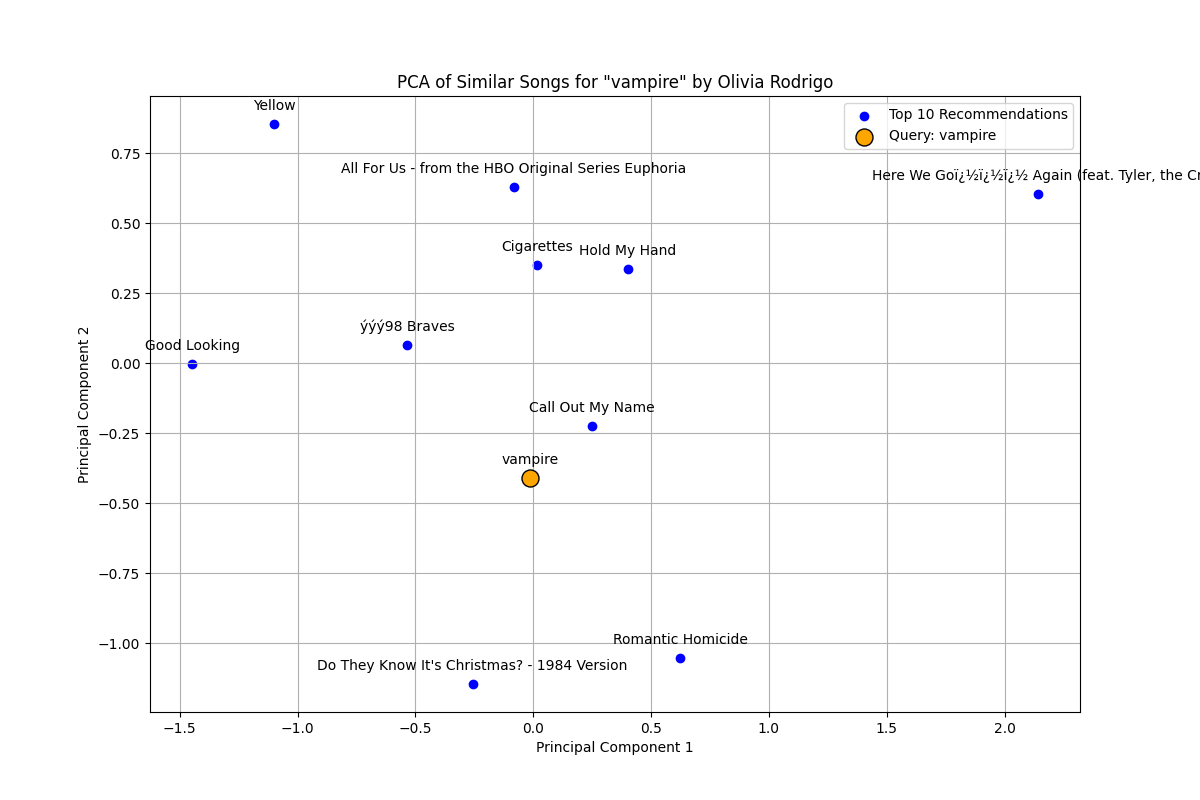 PCA of Similar Songs for "vampire" by Olivia Rodrigo
Yellow
Top 10 Recommendations
Query: vampire
All For Us - from the HBO Original Series Euphoria
Here We Goï¿½ï¿½ï¿½ Again (feat. Tyler, the Cr
Cigarettes
Hold My Hand
ýýý98 Braves
Good Looking
Call Out My Name
vampire
Romantic Homicide
Do They Know It's Christmas? - 1984 Version
Principal Component 2
0.75
0.50
0.25
0.00
−0.25
−0.50
−0.75
−1.00
−1.5
−1.0
−0.5
0.0
0.5
1.0
1.5
2.0
Principal Component 1